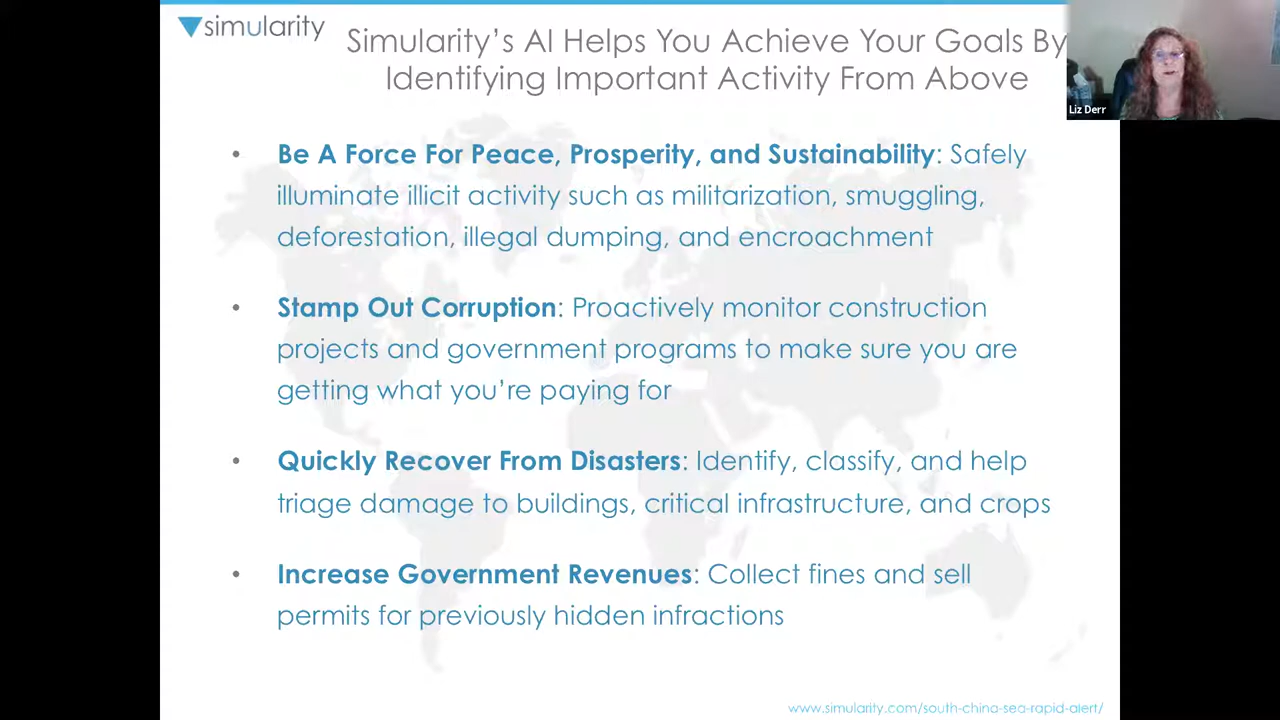 simularity
Simularity's AI Helps You Achieve Your Goals By
Identifying Important Activity From Above
Liz Derr
• Be A Force For Peace, Prosperity, and Sustainability: Safely
illuminate illicit activity such as militarization, smuggling,
deforestation, illegal dumping, and encroachment
• Stamp Out Corruption: Proactively monitor construction
projects and government programs to make sure you are
getting what you're paying for
• Quickly Recover From Disasters: Identify, classify, and help
triage damage to buildings, critical infrastructure, and crops
• Increase Government Revenues: Collect fines and sell
permits for previously hidden infractions
www.simularity.com/south-china-sea-rapid-alert/